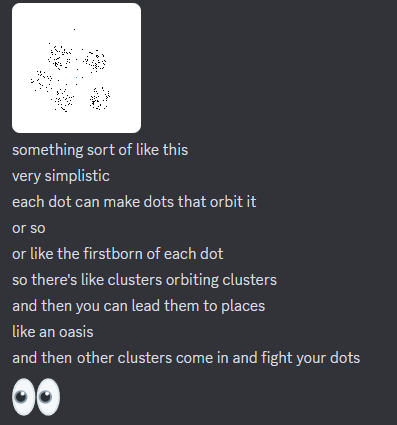 something sort of like this
very simplistic
each dot can make dots that orbit it
or so
or like the firstborn of each dot
so there's like clusters orbiting clusters
and then you can lead them to places
like an oasis
and then other clusters come in and fight your dots